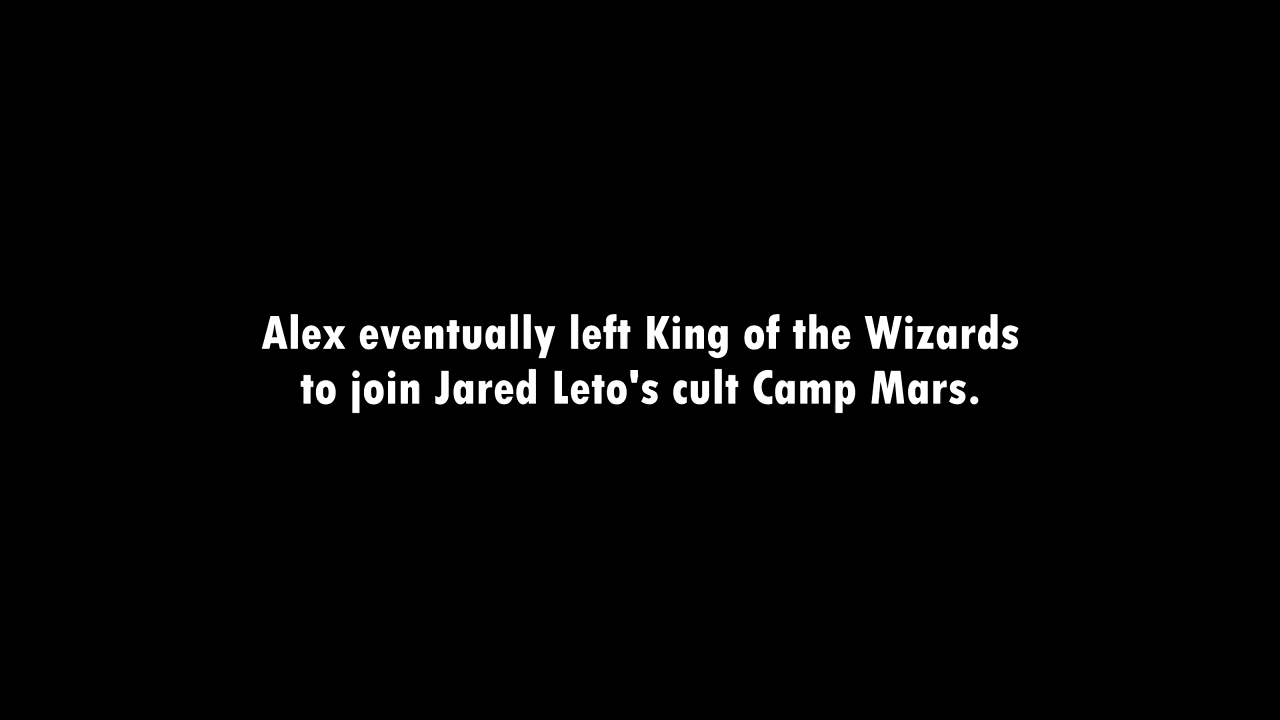 Alex eventually left King of the Wizards
to join Jared Leto's cult Camp Mars.